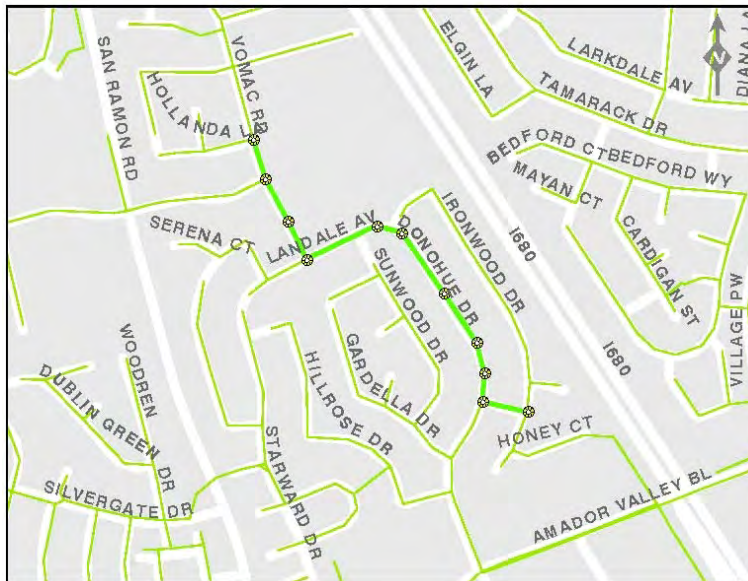 SAN RAMON RD
VOMAC RD
HOLLANDA LA
ELGIN LA
LARKDALE AV
N
TAMARACK DR
BEDFORD CT
BEDFORD WY
MAYAN CT
CARDIGAN ST
VILLAGE PW
I680
I680
SERENA CT
LANDALE AV
DONOHUE DR
IRONWOOD DR
SUNWOOD DR
GARDELLA DR
HILLROSE DR
WOODREN
DUBLIN GREEN DR
SILVERGATE DR
STARWARD DR
HONEY CT
AMADOR VALLEY BL